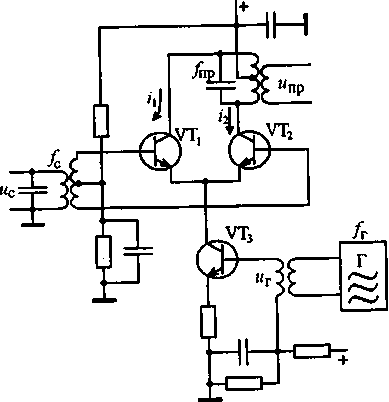 +
fпр
uпр
i₁
i₂
VT₁
VT₂
fс
uс
VT₃
fг
uг
Г
+